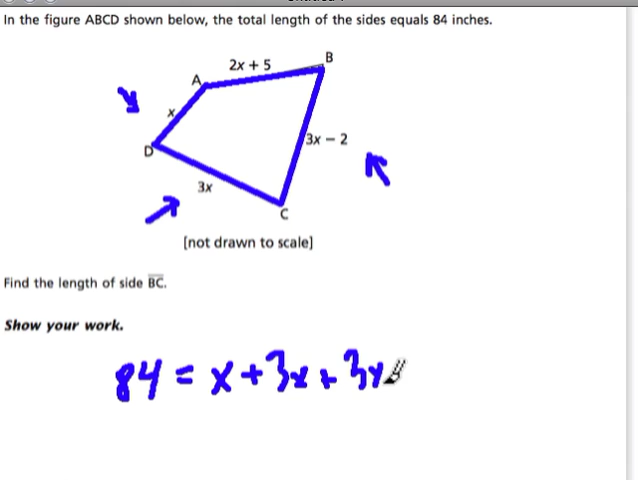 In the figure ABCD shown below, the total length of the sides equals 84 inches.
B
2x + 5
A
x
3x – 2
D
3x
C
[not drawn to scale]
Find the length of side BC.
Show your work.
84 = x + 3x + 3x